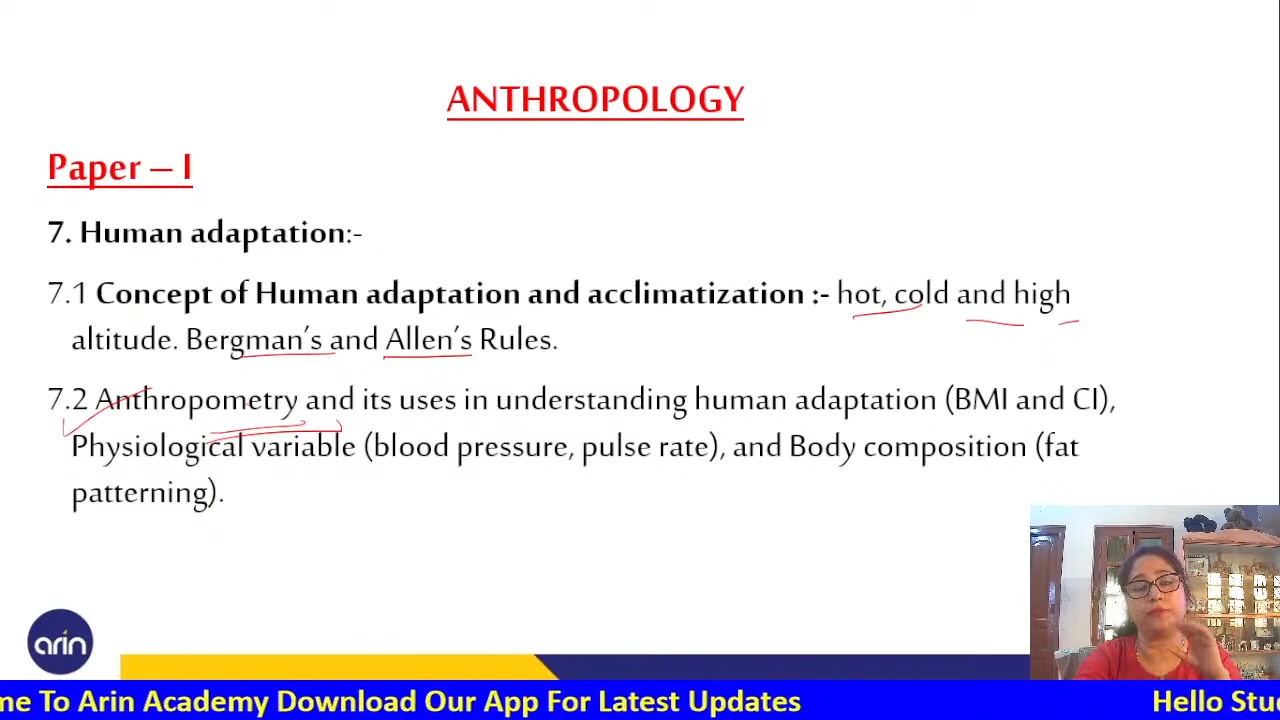 ANTHROPOLOGY
Paper – I
7. Human adaptation:-
7.1 Concept of Human adaptation and acclimatization :- hot, cold and high
altitude. Bergman's and Allen's Rules.
7.2 Anthropometry and its uses in understanding human adaptation (BMI and CI),
Physiological variable (blood pressure, pulse rate), and Body composition (fat
patterning).
arin
me To Arin Academy Download Our App For Latest Updates Hello Stu